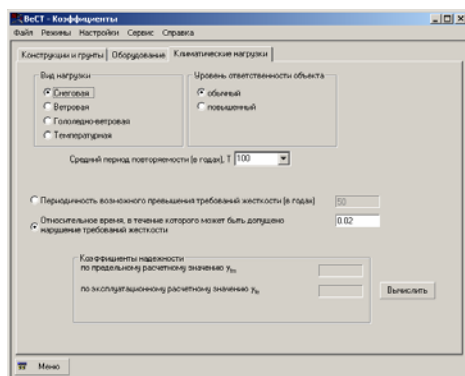 ВеСТ - Коэффициенты
Файл Режимы Настройки Сервис Справка
Конструкции и грунты Оборудование Климатические нагрузки
Вид нагрузки
Снеговая
Ветровая
Гололедно-ветровая
Температурная
Уровень ответственности объекта
обычный
повышенный
Средний период повторяемости (в годах), T 100
Периодичность возможного превышения требований жесткости (в годах) 50
Относительное время, в течение которого может быть допущено
нарушение требований жесткости 0.02
Коэффициенты надежности
по предельному расчетному значению γfm
по эксплуатационному расчетному значению γfe
Вычислить
Меню